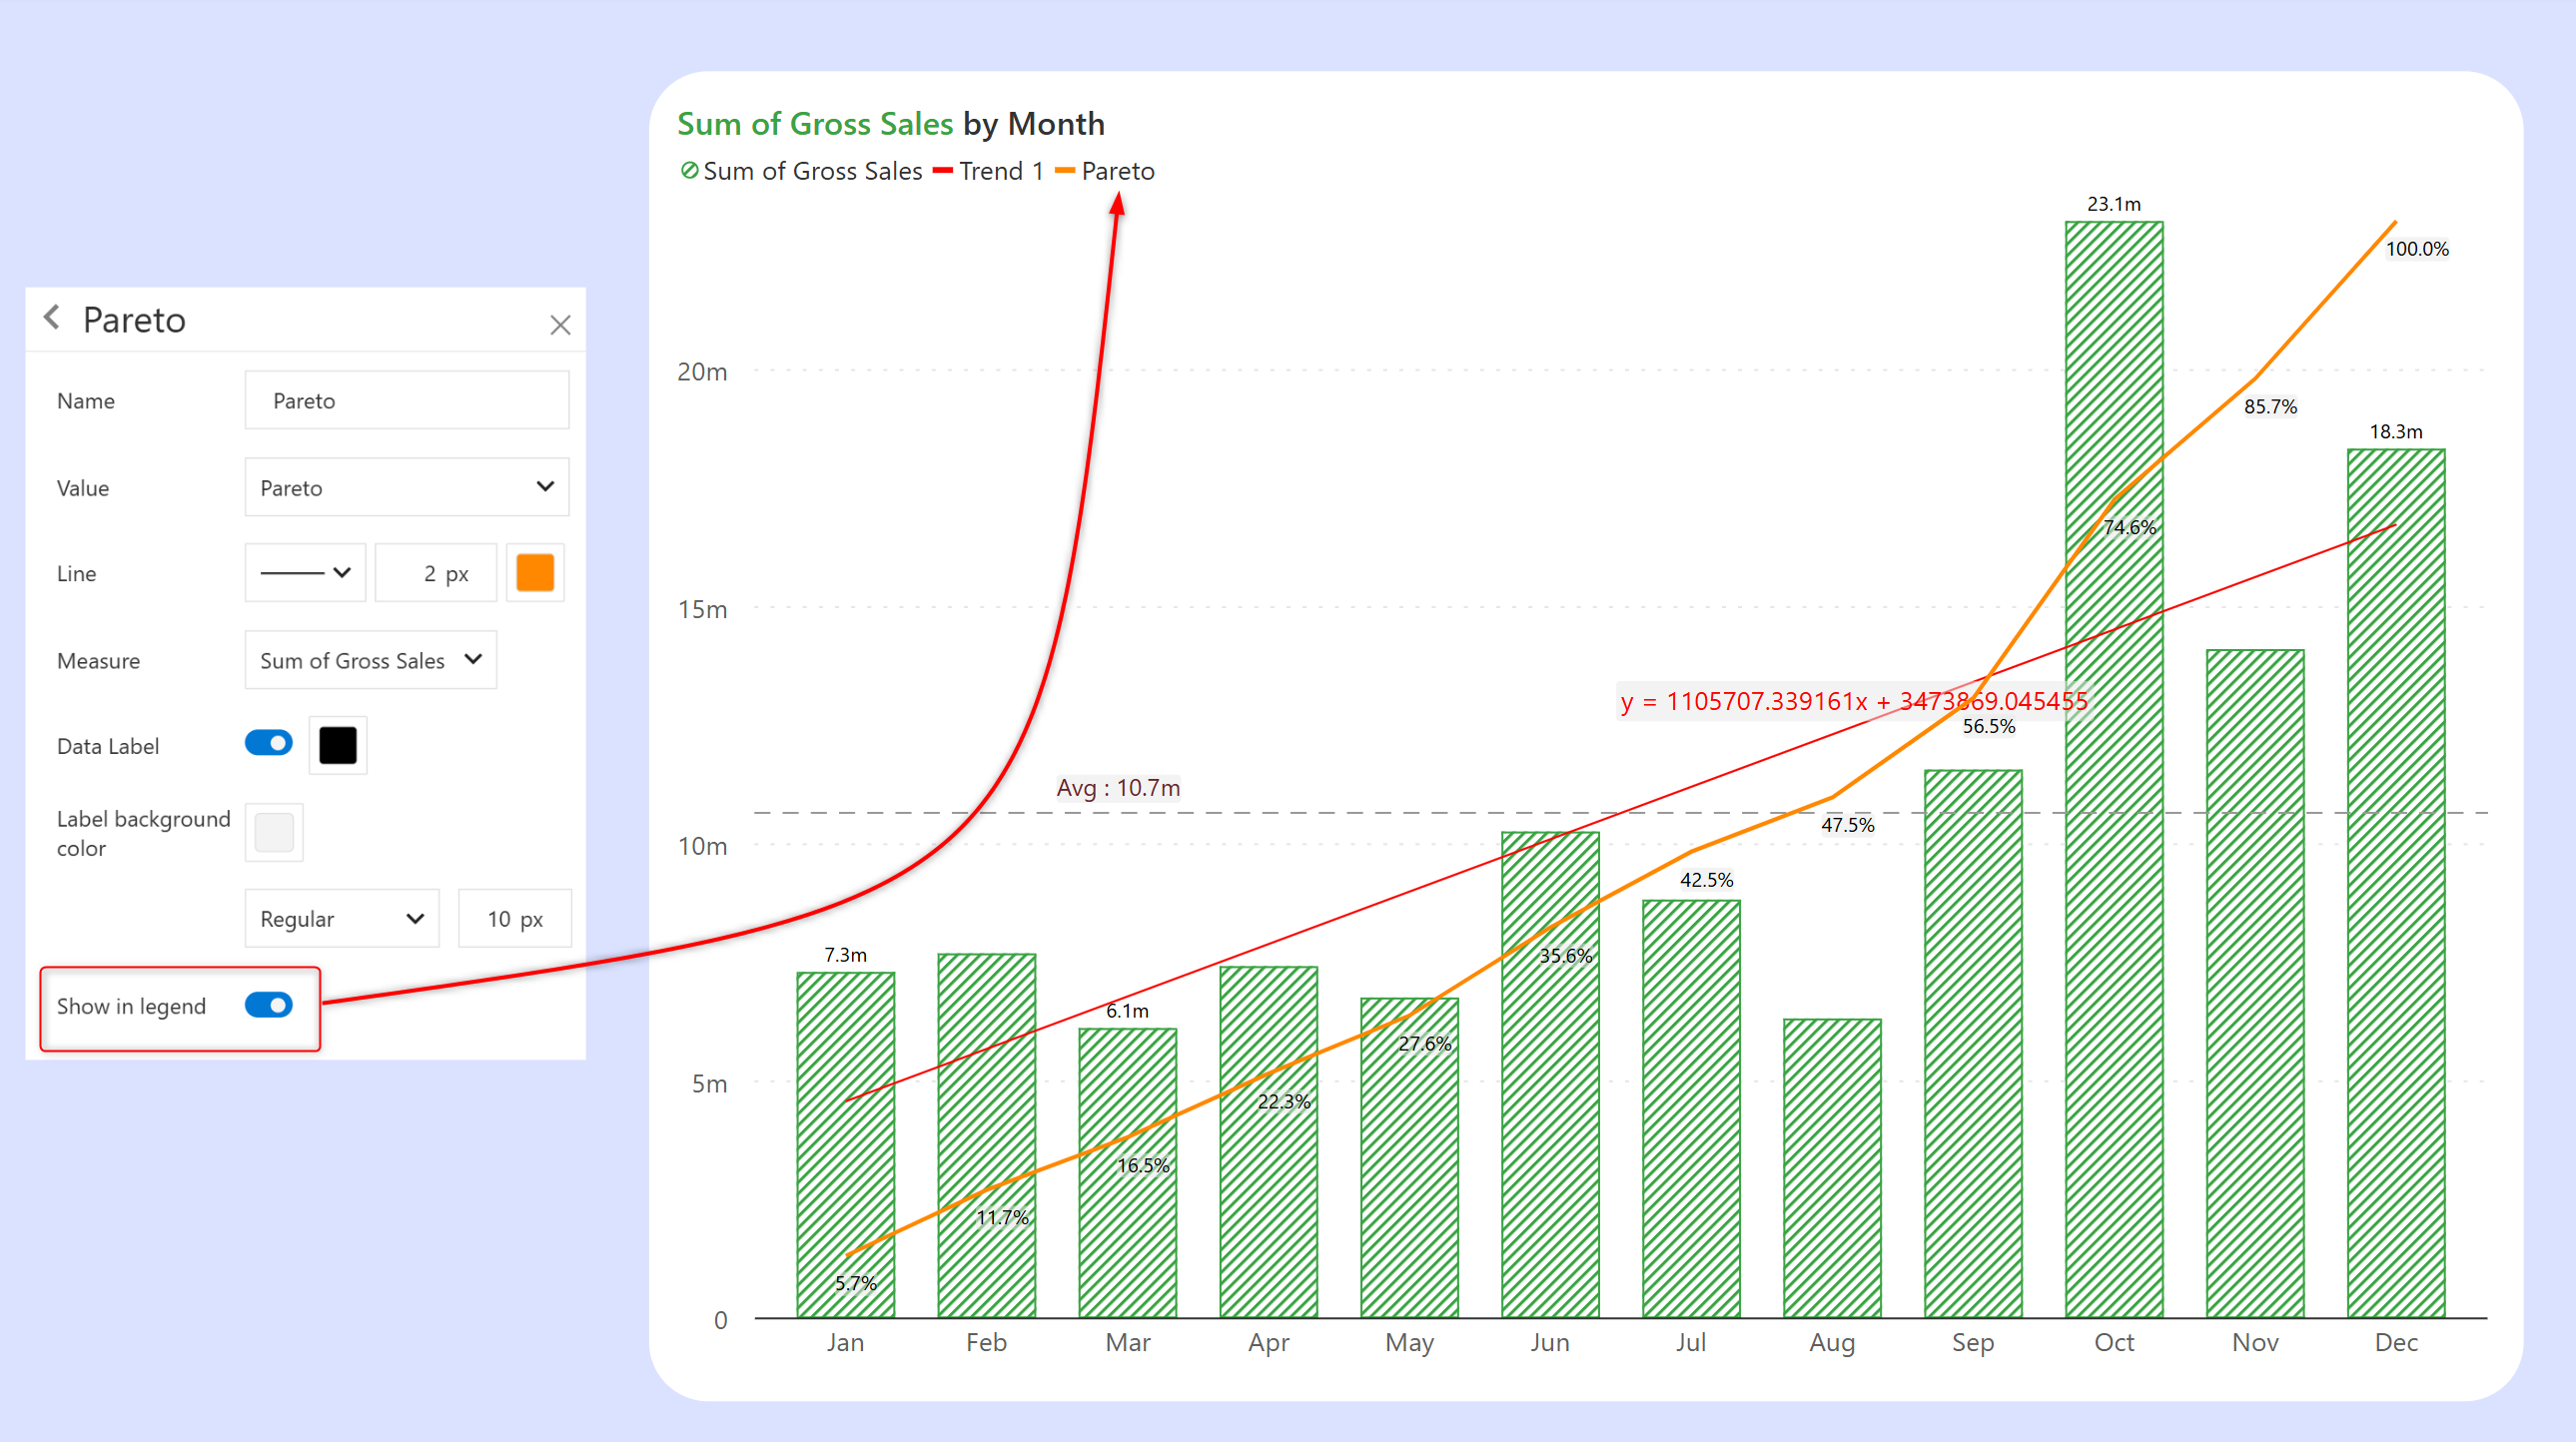 Pareto
Name Pareto
Value Pareto
Line 2 px
Measure Sum of Gross Sales
Data Label
Label background
color
Regular 10 px
Show in legend
Sum of Gross Sales by Month
Sum of Gross Sales Trend 1 Pareto
23.1m
100.0%
20m
85.7%
18.3m
74.6%
15m
y = 1105707.339161x + 3473869.045455
56.5%
Avg : 10.7m
47.5%
10m
42.5%
7.3m
35.6%
6.1m
27.6%
5m
22.3%
16.5%
11.7%
5.7%
0
Jan Feb Mar Apr May Jun Jul Aug Sep Oct Nov Dec